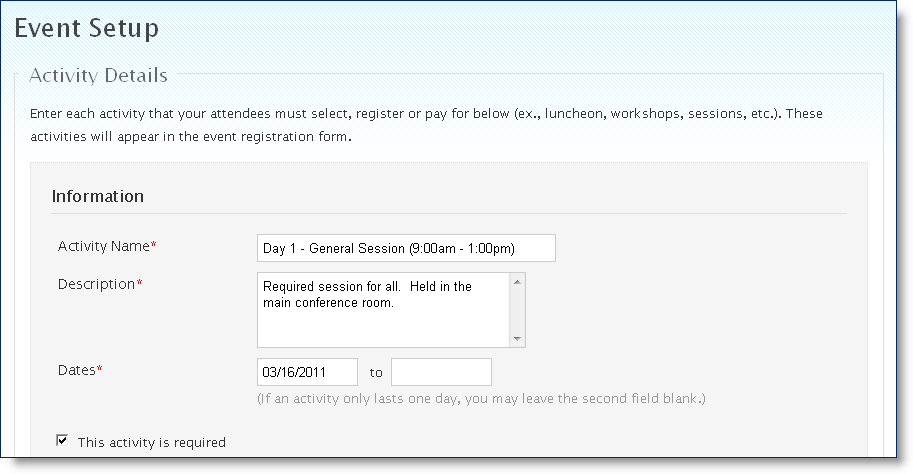 Event Setup
Activity Details
Enter each activity that your attendees must select, register or pay for below (ex., luncheon, workshops, sessions, etc.). These
activities will appear in the event registration form.
Information
Activity Name* Day 1 - General Session (9:00am - 1:00pm)
Description* Required session for all. Held in the
main conference room.
Dates* 03/16/2011 to
(If an activity only lasts one day, you may leave the second field blank.)
This activity is required